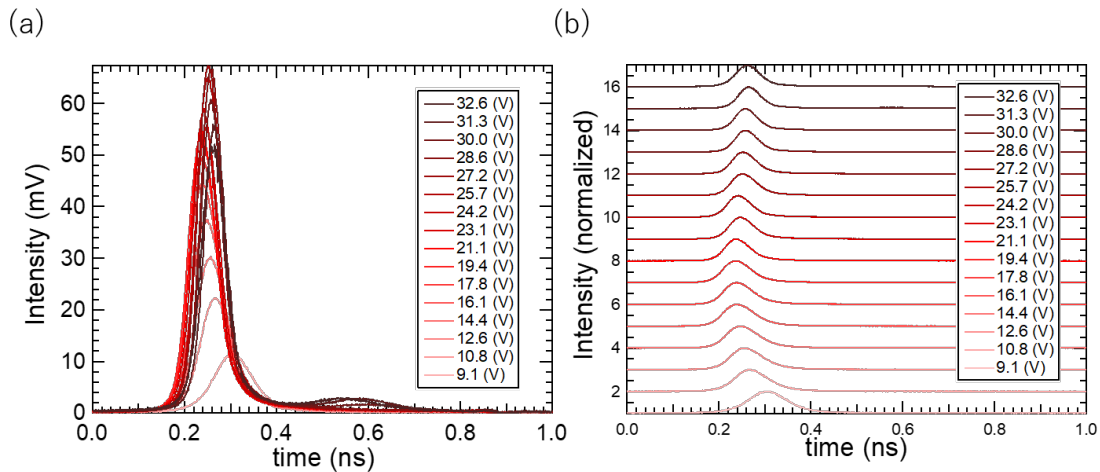 (a)
(b)
Intensity (mV)
60
50
40
30
20
10
0
0.0 0.2 0.4 0.6 0.8 1.0
time (ns)
32.6 (V)
31.3 (V)
30.0 (V)
28.6 (V)
27.2 (V)
25.7 (V)
24.2 (V)
23.1 (V)
21.1 (V)
19.4 (V)
17.8 (V)
16.1 (V)
14.4 (V)
12.6 (V)
10.8 (V)
9.1 (V)
Intensity (normalized)
16
14
12
10
8
6
4
2
0.0 0.2 0.4 0.6 0.8 1.0
time (ns)
32.6 (V)
31.3 (V)
30.0 (V)
28.6 (V)
27.2 (V)
25.7 (V)
24.2 (V)
23.1 (V)
21.1 (V)
19.4 (V)
17.8 (V)
16.1 (V)
14.4 (V)
12.6 (V)
10.8 (V)
9.1 (V)